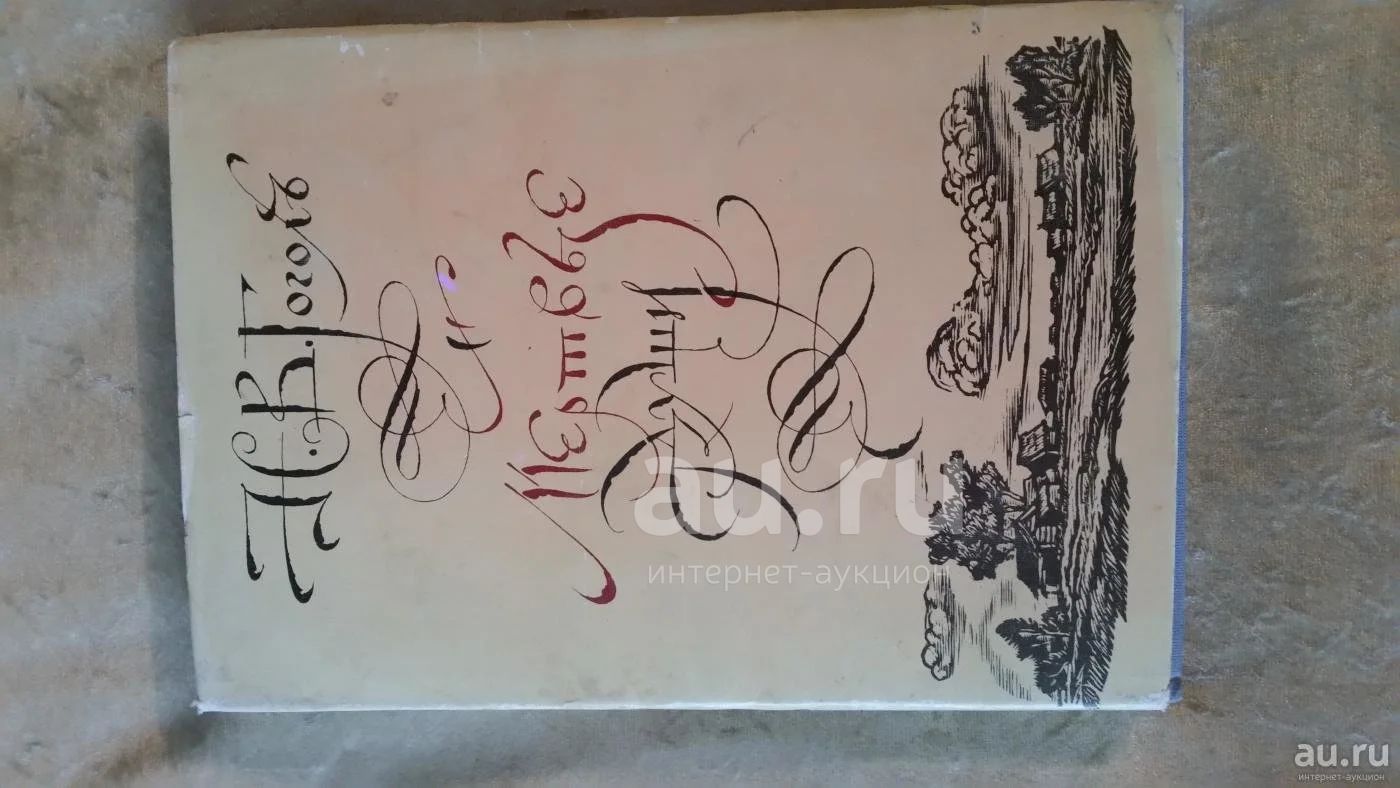 Н.В. Гоголь
Мертвые
Души
au.ru
интернет-аукцион
au.ru
интернет-аукцион